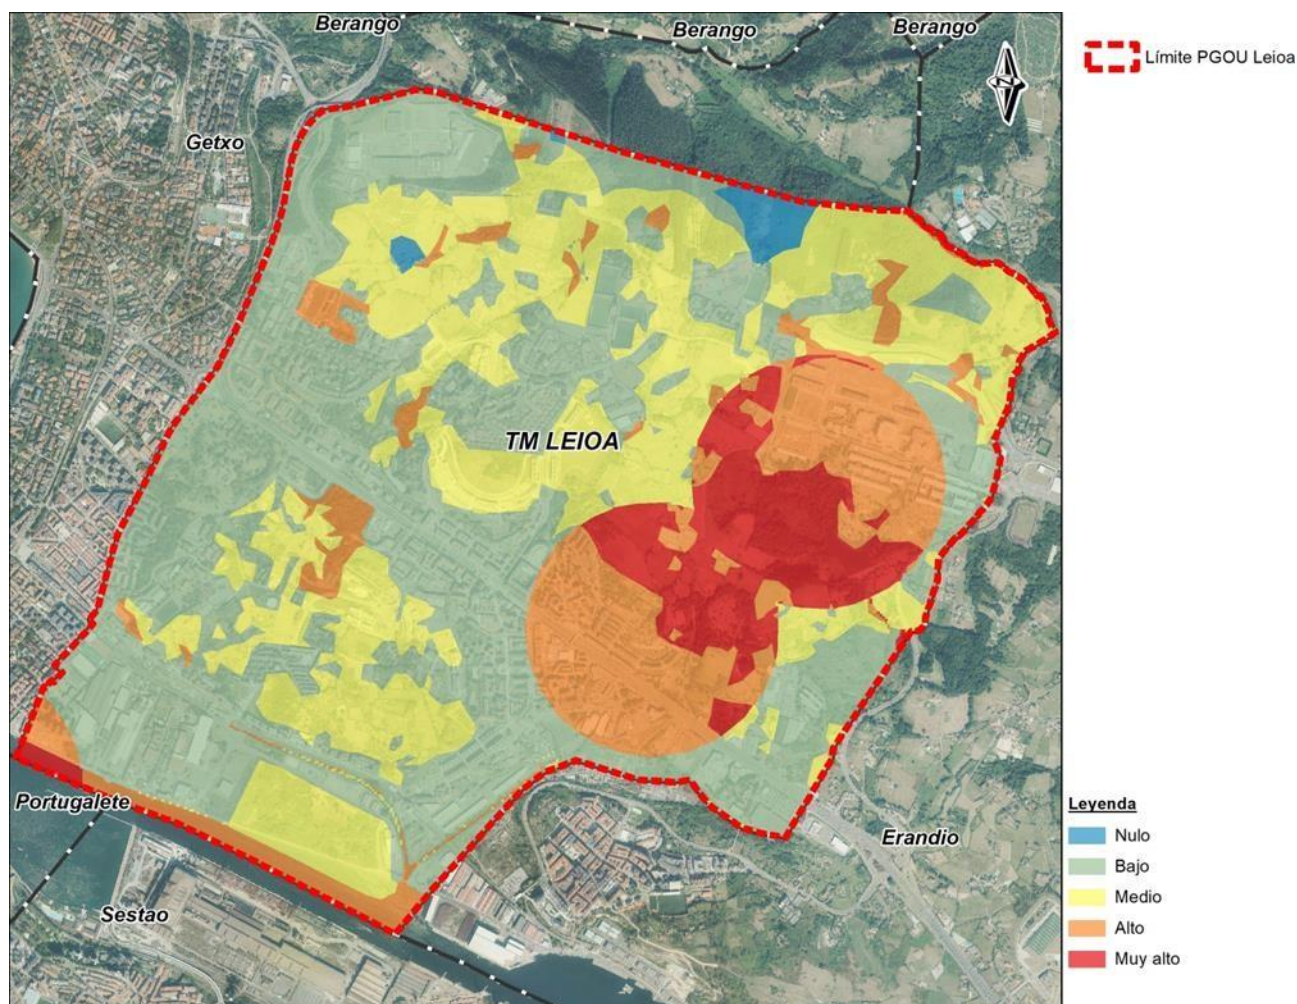 Berango
Berango
Berango
Límite PGOU Leioa
N
Getxo
TM LEIOA
Portugalete
Erandio
Sestao
Leyenda
Nulo
Bajo
Medio
Alto
Muy alto